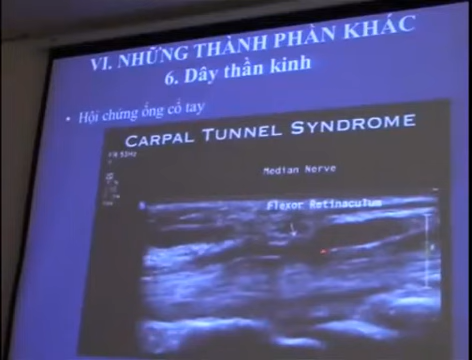 VI. NHỮNG THÀNH PHẦN KHÁC
6. Dây thần kinh
• Hội chứng ống cổ tay
CARPAL TUNNEL SYNDROME
Median Nerve
Flexor Retinaculum